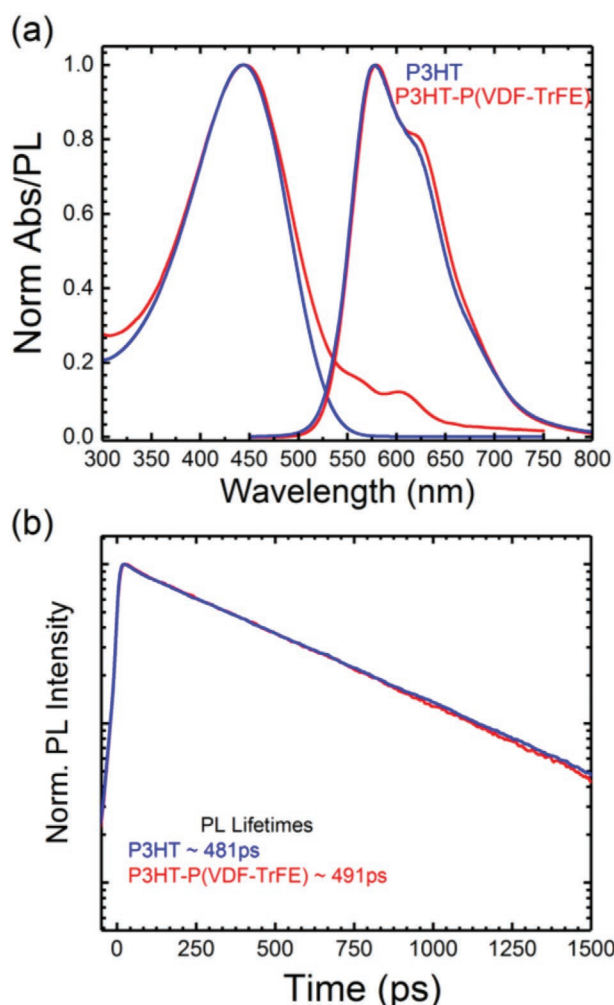 (a)
P3HT
P3HT-P(VDF-TrFE)
Norm Abs/PL
1.0
0.8
0.6
0.4
0.2
0.0
300 350 400 450 500 550 600 650 700 750 800
Wavelength (nm)
(b)
Norm. PL Intensity
PL Lifetimes
P3HT ~ 481ps
P3HT-P(VDF-TrFE) ~ 491ps
0 250 500 750 1000 1250 1500
Time (ps)